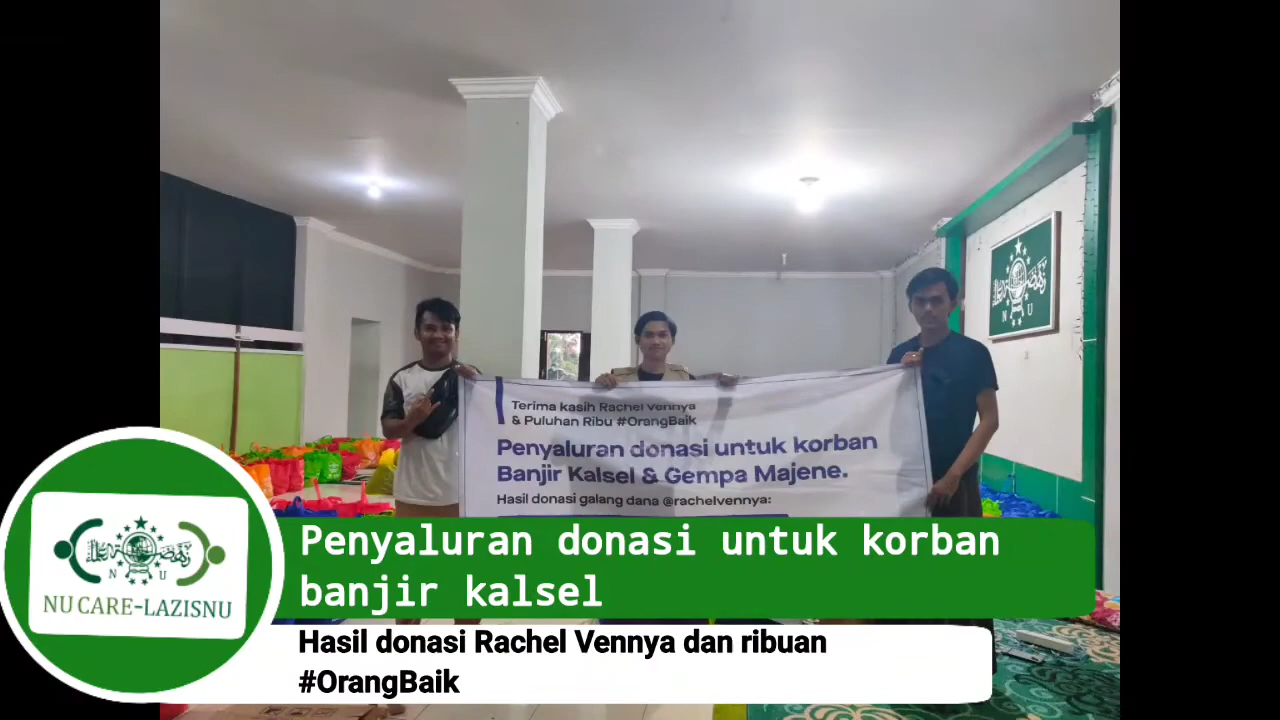 N U
Terima kasih Rachel Vennya
& Puluhan Ribu #OrangBaik
Penyaluran donasi untuk korban
Banjir Kalsel & Gempa Majene.
Hasil donasi galang dana @rachelvennya:
Penyaluran donasi untuk korban
banjir kalsel
N U
NU CARE-LAZISNU
Hasil donasi Rachel Vennya dan ribuan
#OrangBaik